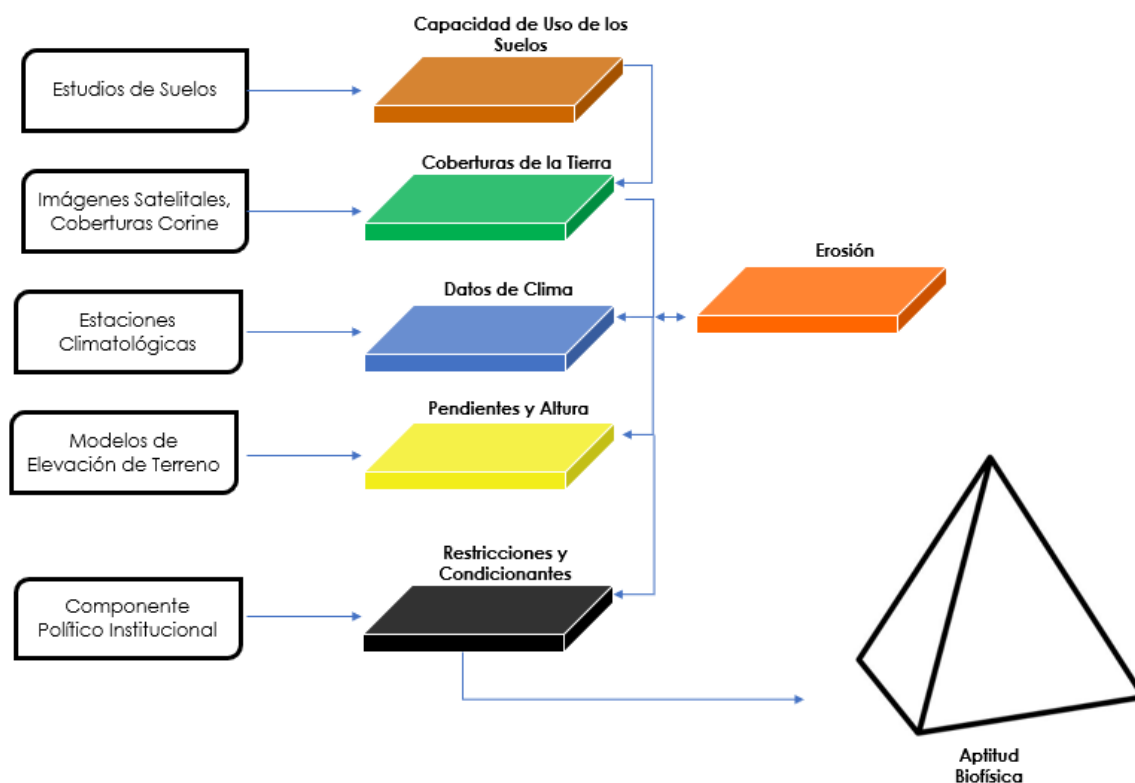 Capacidad de Uso de los
Suelos
Estudios de Suelos
Coberturas de la Tierra
Imágenes Satelitales,
Coberturas Corine
Erosión
Datos de Clima
Estaciones
Climatológicas
Pendientes y Altura
Modelos de
Elevación de Terreno
Restricciones y
Condicionantes
Componente
Político Institucional
Aptitud
Biofísica